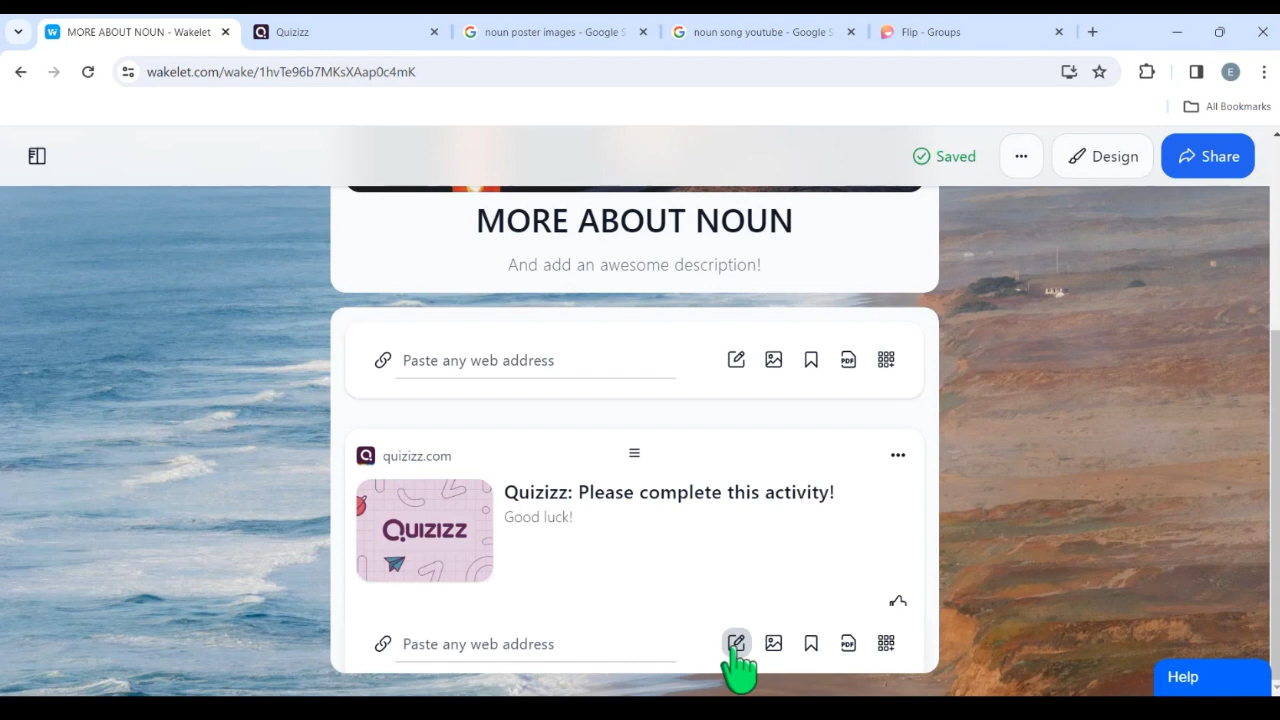 MORE ABOUT NOUN - Wakelet
Quizizz
noun poster images - Google S
noun song youtube - Google S
Flip - Groups
wakelet.com/wake/1hvTe96b7MKsXAap0c4mK
E
All Bookmarks
Saved
Design
Share
MORE ABOUT NOUN
And add an awesome description!
Paste any web address
PDF
quizizz.com
Quizizz: Please complete this activity!
Good luck!
QUIZIZZ
Paste any web address
PDF
Help